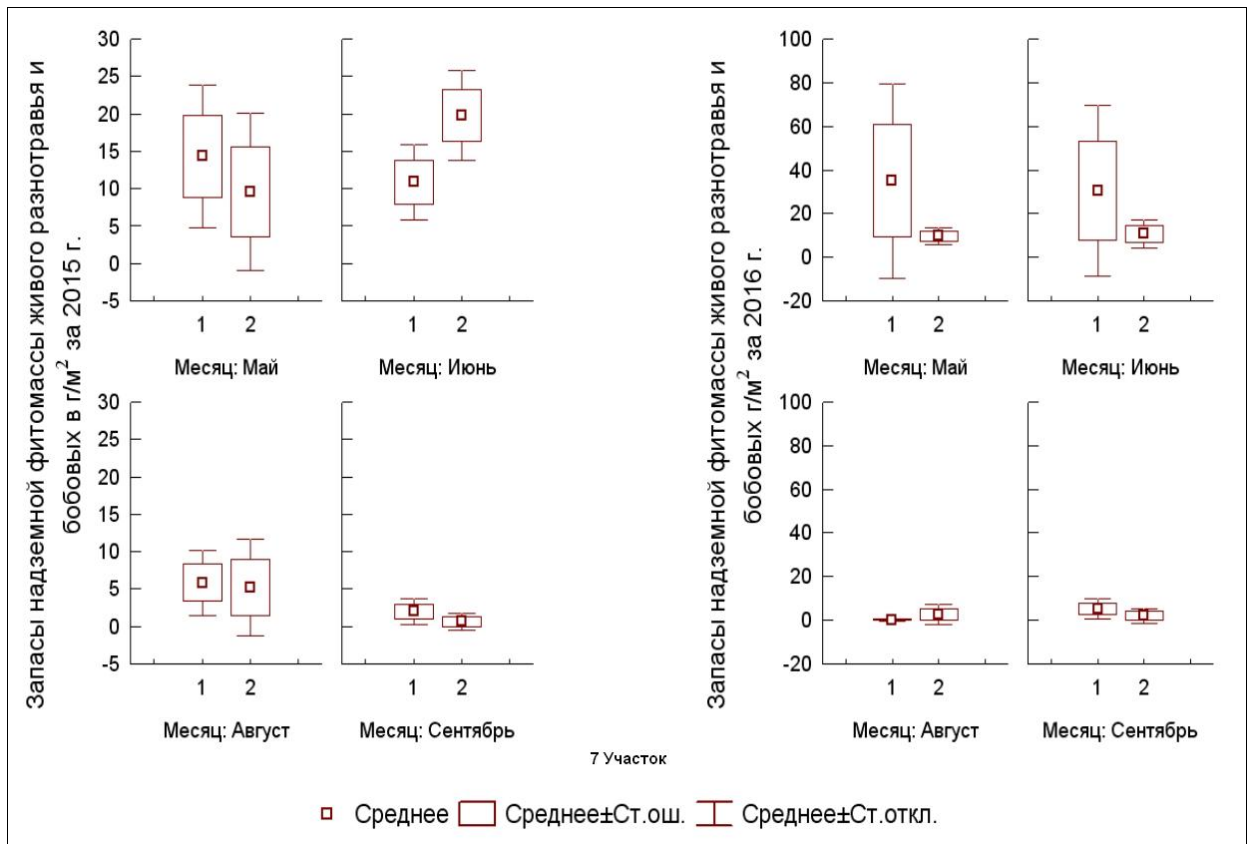 Запасы надземной фитомассы живого разнотравья и
бобовых в г/м² за 2015 г.
30
25
20
15
10
5
0
-5
1 2
Месяц: Май
1 2
Месяц: Июнь
30
25
20
15
10
5
0
-5
1 2
Месяц: Август
1 2
Месяц: Сентябрь
Запасы надземной фитомассы живого разнотравья и
бобовых г/м² за 2016 г.
100
80
60
40
20
0
-20
1 2
Месяц: Май
1 2
Месяц: Июнь
100
80
60
40
20
0
-20
1 2
Месяц: Август
1 2
Месяц: Сентябрь
7 Участок
Среднее Среднее±Ст.ош. Среднее±Ст.откл.